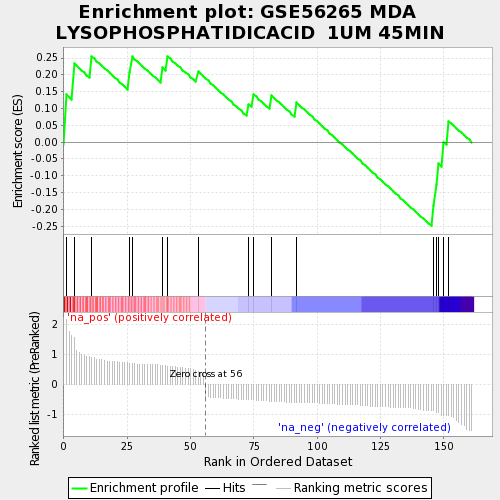 Enrichment plot: GSE56265 MDA
LYSOPHOSPHATIDICACID 1UM 45MIN
Enrichment score (ES)
0.25
0.20
0.15
0.10
0.05
0.00
-0.05
-0.10
-0.15
-0.20
-0.25
Ranked list metric (PreRanked)
2
1
0
-1
'na_pos' (positively correlated)
Zero cross at 56
'na_neg' (negatively correlated)
0
25
50
75
100
125
150
Rank in Ordered Dataset
Enrichment profile
Hits
Ranking metric scores